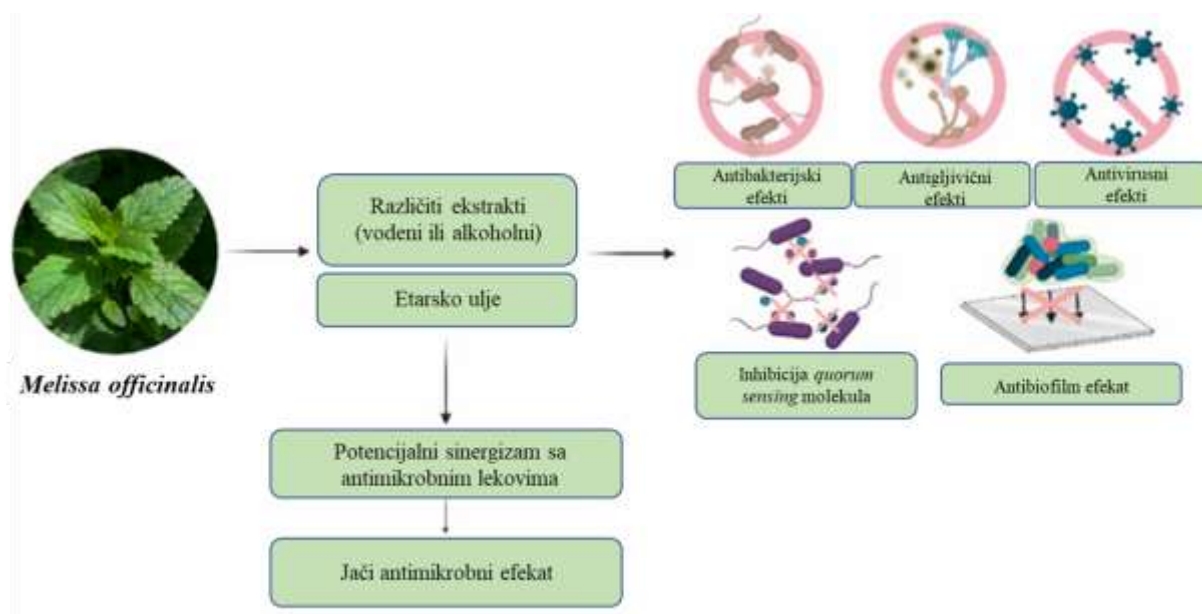 Antibakterijski
efekti
Antigljivični
efekti
Antivirusni
efekti
Različiti ekstrakti
(vodeni ili alkoholni)
Etarsko ulje
Melissa officinalis
Inhibicija quorum
sensing molekula
Antibiofilm efekat
Potencijalni sinergizam sa
antimikrobnim lekovima
Jači antimikrobni efekat